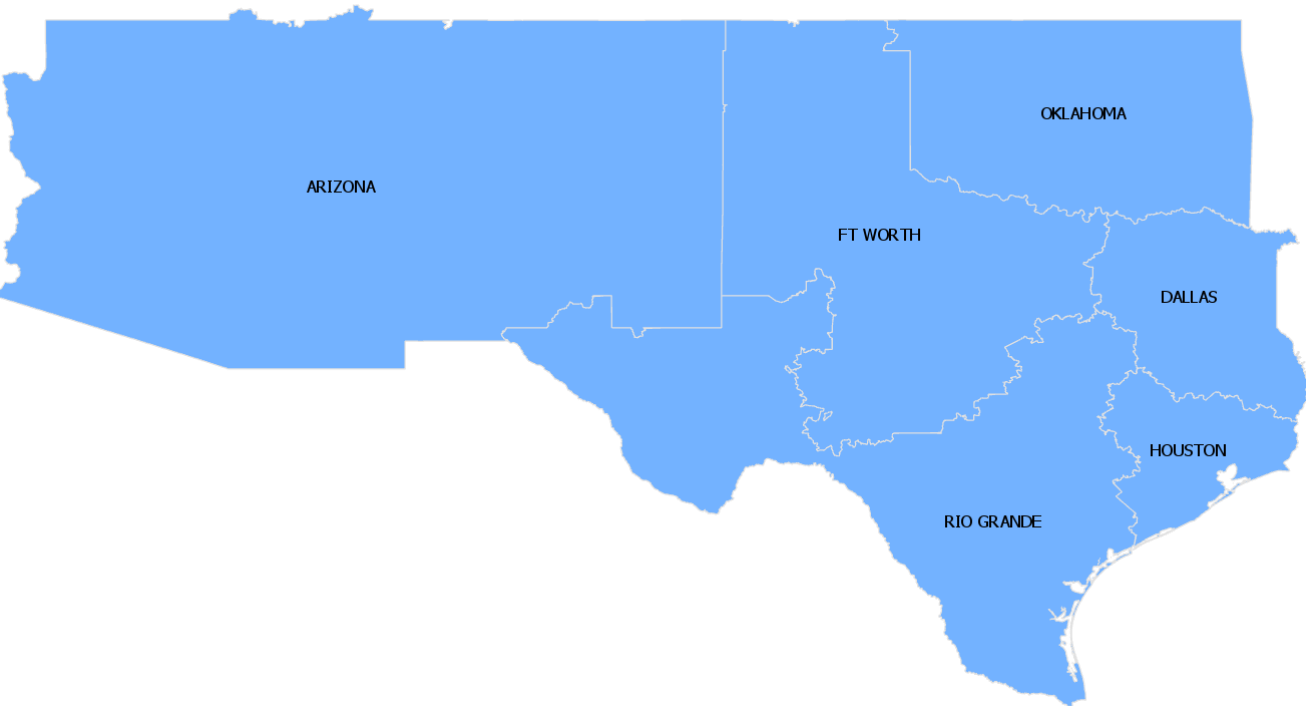 OKLAHOMA
ARIZONA
FT WORTH
DALLAS
HOUSTON
RIO GRANDE